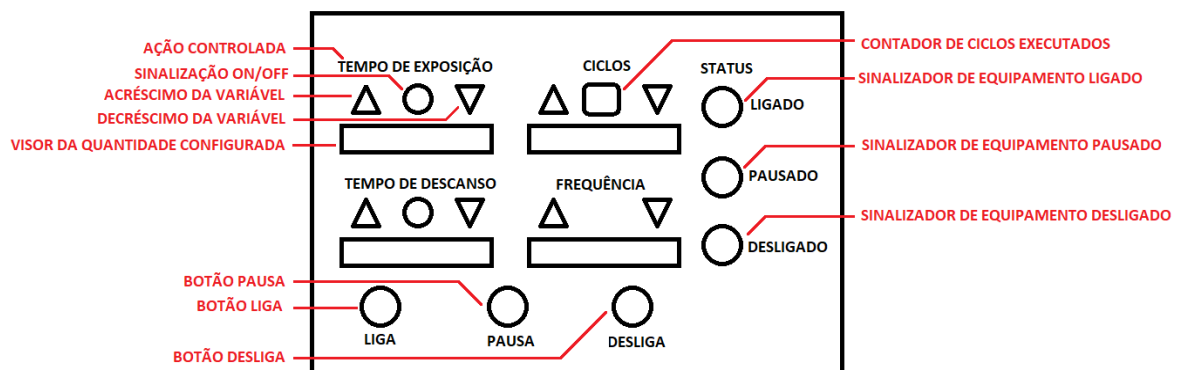 AÇÃO CONTROLADA
SINALIZAÇÃO ON/OFF
ACRÉSCIMO DA VARIÁVEL
DECRÉSCIMO DA VARIÁVEL
VISOR DA QUANTIDADE CONFIGURADA
BOTÃO PAUSA
BOTÃO LIGA
BOTÃO DESLIGA
TEMPO DE EXPOSIÇÃO
CICLOS
STATUS
LIGADO
TEMPO DE DESCANSO
FREQUÊNCIA
PAUSADO
DESLIGADO
LIGA
PAUSA
DESLIGA
CONTADOR DE CICLOS EXECUTADOS
SINALIZADOR DE EQUIPAMENTO LIGADO
SINALIZADOR DE EQUIPAMENTO PAUSADO
SINALIZADOR DE EQUIPAMENTO DESLIGADO